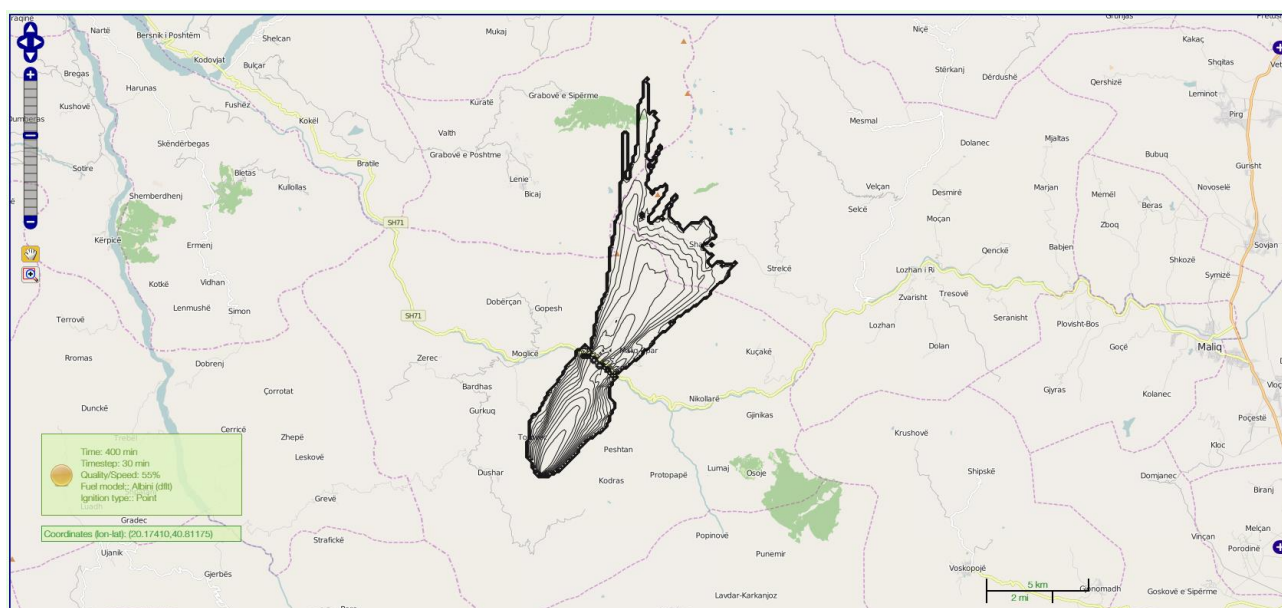 Nartë
Bersnik i Poshtëm
Shelcan
Mukaj
Niçë
Kakaç
Kodovjat
Bulçar
Stërkanj
Shqitas
Bregas
Harunas
Dërdushë
Qershizë
Leminot
Kushovë
Fushëz
Kuratë
Grabovë e Sipërme
Pirg
Kokël
Mesmal
Valth
Dolanec
Mjaltas
Skëndërbegas
Bubuq
Bratile
Grabovë e Poshtme
Gurisht
Sotire
Bletas
Kullollas
Lenie
Bicaj
Velçan
Desmirë
Marjan
Memël
Novoselë
Shemberdhenj
Beras
Selcë
Moçan
Zboq
SH71
Kërpicë
Ermenj
Qenckë
Babjen
Sovjan
Shkozë
Strelcë
Lozhan i Ri
Symizë
Kotkë
Vidhan
Zvarisht
Tresovë
Lenmushë
Simon
Dobërçan
Gopesh
SH71
Seranisht
Plovisht-Bos
Terrovë
Lozhan
Goçë
Maliq
Rromas
Zerec
Moglicë
Kuçakë
Dolan
Dobrenj
Bardhas
Gjyras
Kolanec
Çorrotat
Nikollarë
Dunckë
Gurkuq
Gjinikas
Poçestë
Cerricë
Zhepë
Krushovë
Kloc
Leskovë
Peshtan
Dushar
Lumaj
Osoje
Shipskë
Domjanec
Kodras
Protopapë
Biranj
Time: 400 min
Timestep: 30 min
Quality/Speed: 55%
Fuel model:: Albini (dflt)
Ignition type:: Point
Grevë
Gradec
Coordinates (lon-lat): (20.17410,40.81175)
Strafickë
Popinovë
Melçan
Vinçan
Porodinë
Ujanik
Punemir
Gjerbës
Voskopojë
5 km
2 mi
Lavdar-Karkanjoz
Goskovë e Sipërme